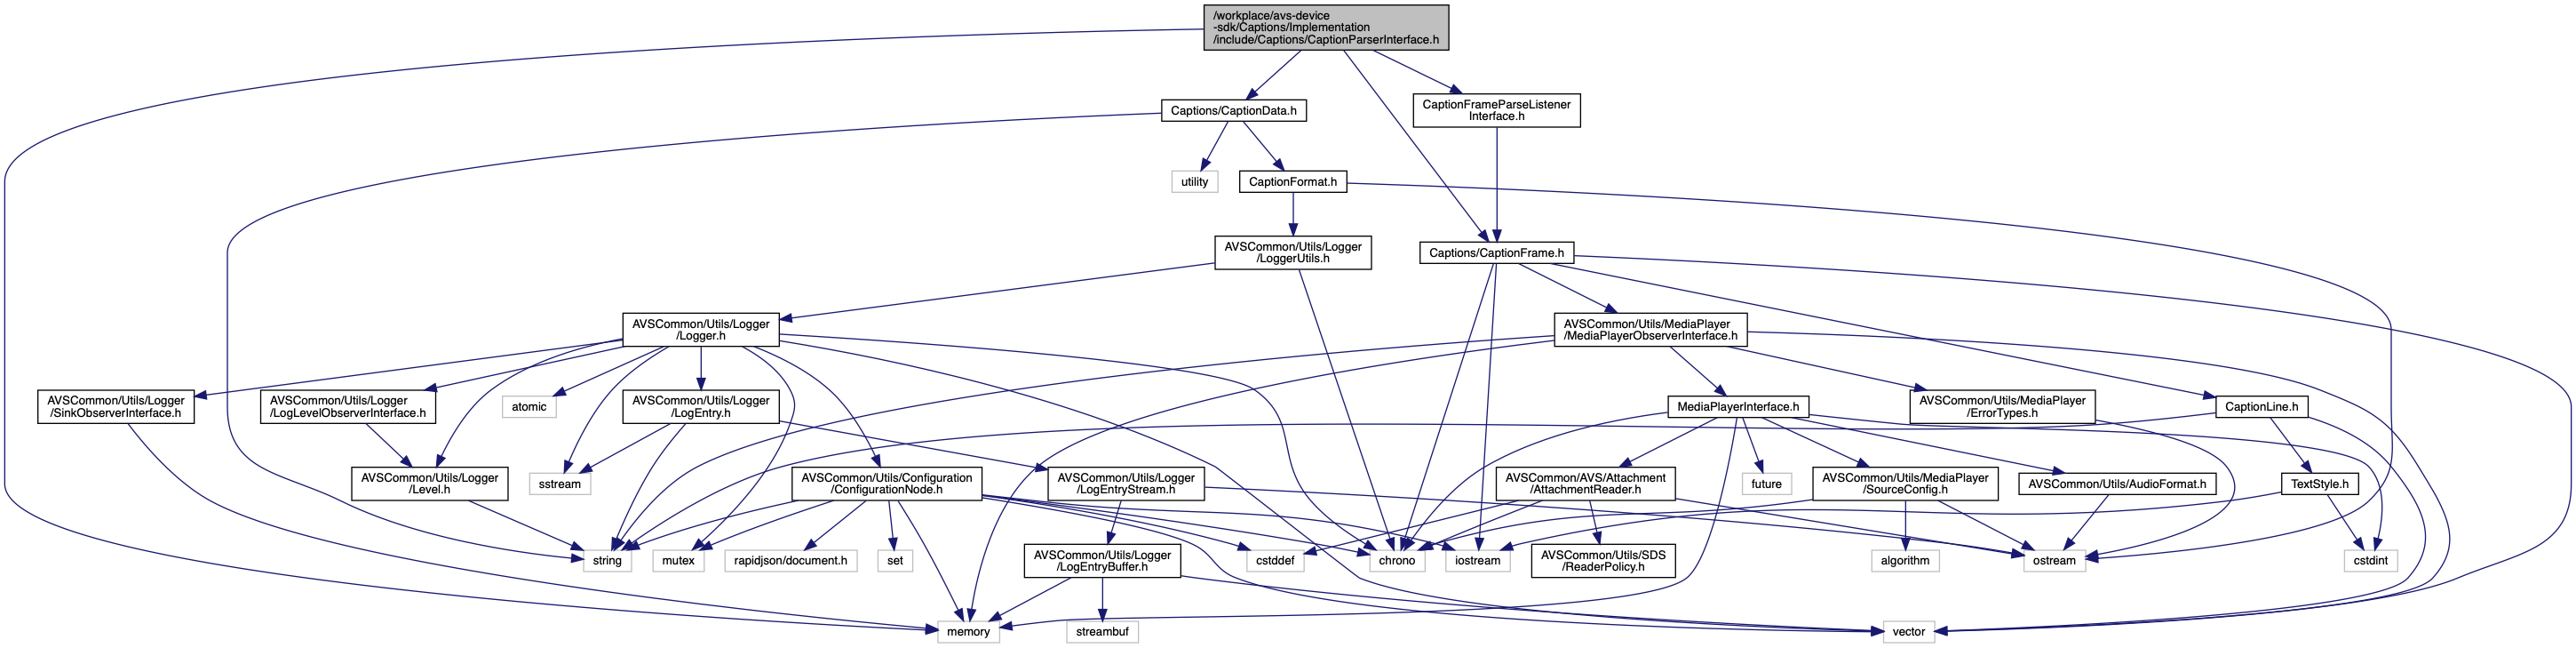 /workplace/avs-device
-sdk/Captions/Implementation
/include/Captions/CaptionParserInterface.h
Captions/CaptionData.h
CaptionFrameParseListener
Interface.h
utility
CaptionFormat.h
AVSCommon/Utils/Logger
/LoggerUtils.h
Captions/CaptionFrame.h
AVSCommon/Utils/Logger
/Logger.h
AVSCommon/Utils/MediaPlayer
/MediaPlayerObserverInterface.h
AVSCommon/Utils/Logger
/SinkObserverInterface.h
AVSCommon/Utils/Logger
/LogLevelObserverInterface.h
atomic
AVSCommon/Utils/Logger
/LogEntry.h
MediaPlayerInterface.h
AVSCommon/Utils/MediaPlayer
/ErrorTypes.h
CaptionLine.h
AVSCommon/Utils/Logger
/Level.h
sstream
AVSCommon/Utils/Configuration
/ConfigurationNode.h
AVSCommon/Utils/Logger
/LogEntryStream.h
AVSCommon/AVS/Attachment
/AttachmentReader.h
future
AVSCommon/Utils/MediaPlayer
/SourceConfig.h
AVSCommon/Utils/AudioFormat.h
TextStyle.h
string
mutex
rapidjson/document.h
set
AVSCommon/Utils/Logger
/LogEntryBuffer.h
cstddef
chrono
iostream
AVSCommon/Utils/SDS
/ReaderPolicy.h
algorithm
ostream
cstdint
memory
streambuf
vector